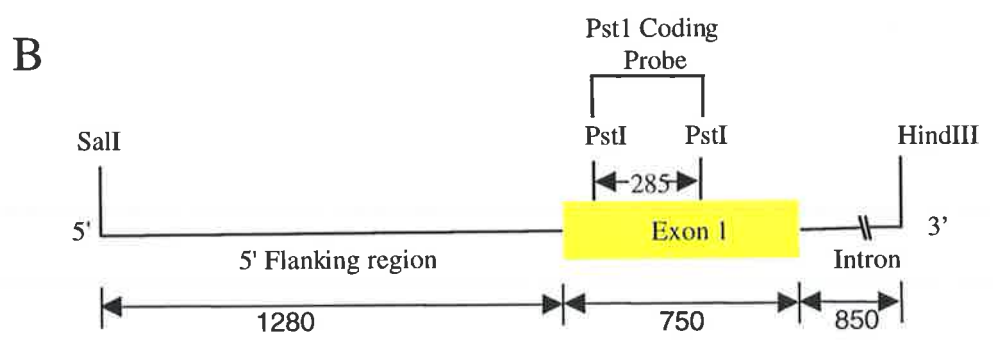 B
Pst1 Coding
Probe
SalI
PstI
PstI
HindIII
285
5'
Exon 1
3'
5' Flanking region
Intron
1280
750
850